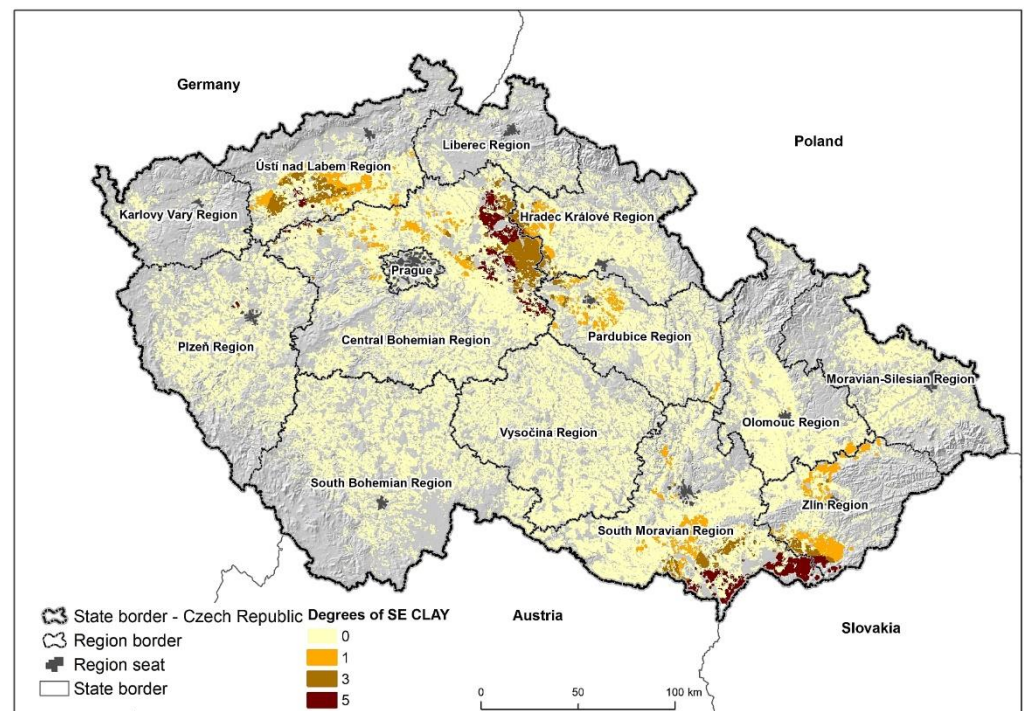 Germany
Poland
Liberec Region
Ústí nad Labem Region
Karlovy Vary Region
Hradec Králové Region
Prague
Plzeň Region
Central Bohemian Region
Pardubice Region
Moravian-Silesian Region
Olomouc Region
Vysočina Region
South Bohemian Region
Zlín Region
South Moravian Region
Austria
Slovakia
State border - Czech Republic
Region border
Region seat
State border
Degrees of SE CLAY
0
1
3
5
0 50 100 km